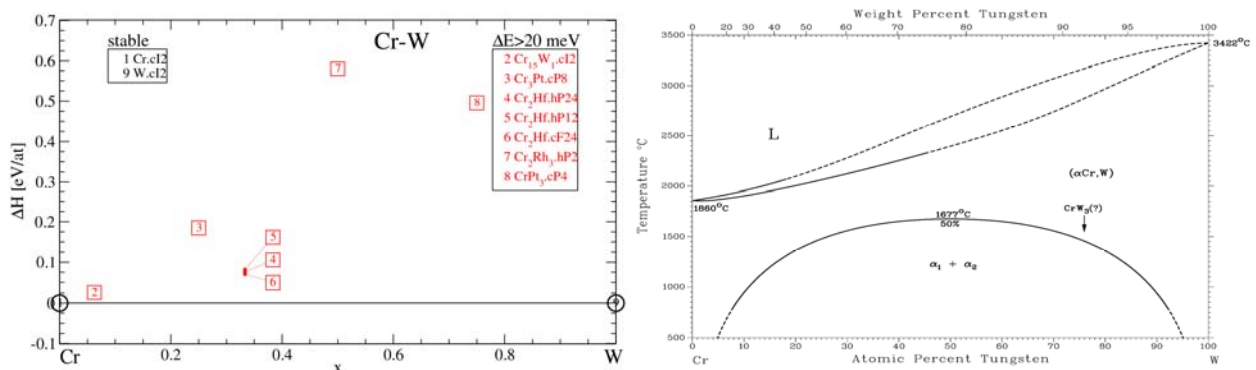 0.7
0.6
0.5
0.4
0.3
0.2
0.1
-0.1
ΔH [eV/at]
stable
1 Cr.cI2
9 W.cI2
Cr-W
ΔE>20 meV
2 Cr₁₅W₁.cI2
3 Cr₃Pt.cP8
4 Cr₂Hf.hP24
5 Cr₂Hf.hP12
6 Cr₂Hf.cF24
7 Cr₂Rh₃.hP2
8 CrPt₃.cP4
7
8
3
5
4
6
2
9
Cr
0.2
0.4
0.6
0.8
W
x
Weight Percent Tungsten
0
20
30
40
50
60
70
80
90
95
100
3500
3000
2500
2000
1500
1000
500
Temperature °C
3422°C
L
(αCr,W)
1860°C
1677°C
50%
CrW₃(?)
α₁ + α₂
0
10
20
30
40
50
60
70
80
90
100
Cr
Atomic Percent Tungsten
W